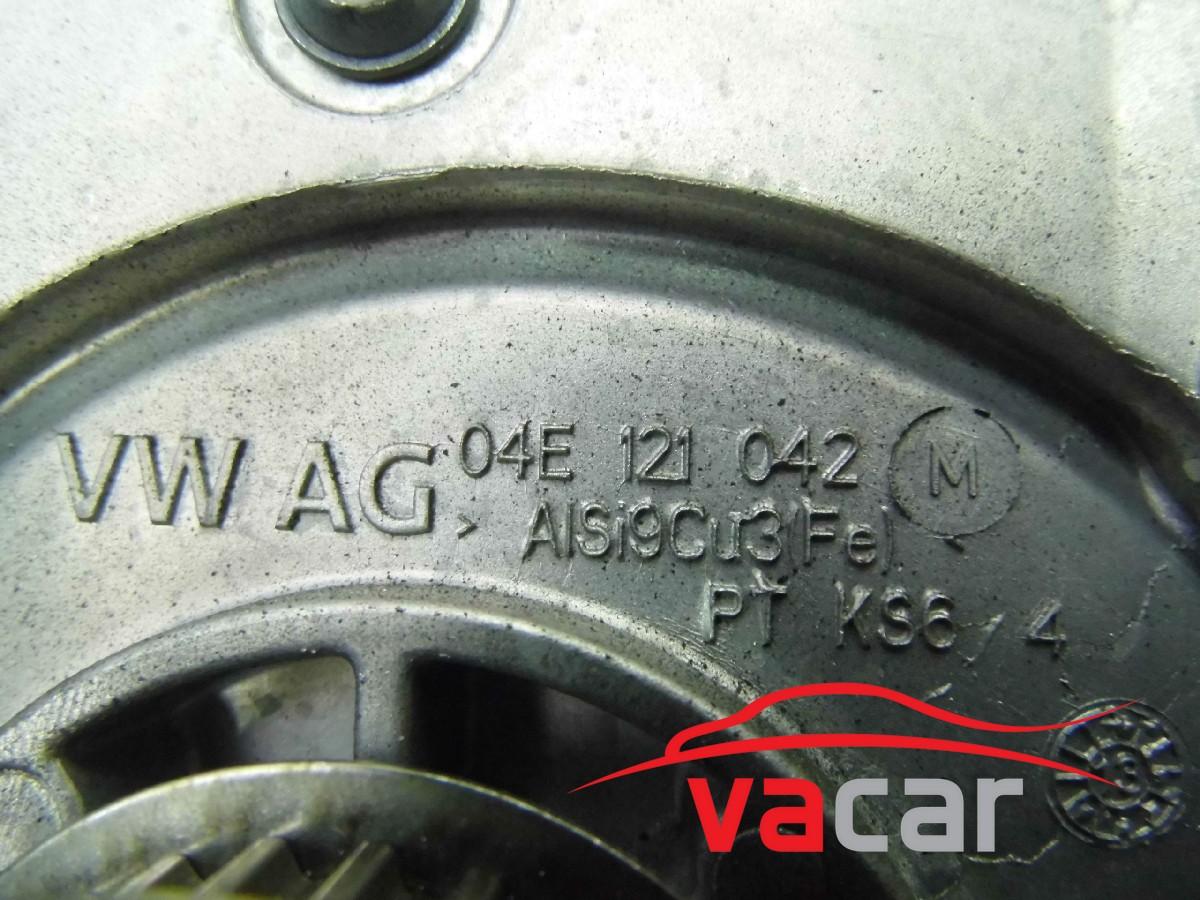 VW AG 04E 121 042 M
> AlSi9Cu3(Fe)
PT KS6 / 4
vacar